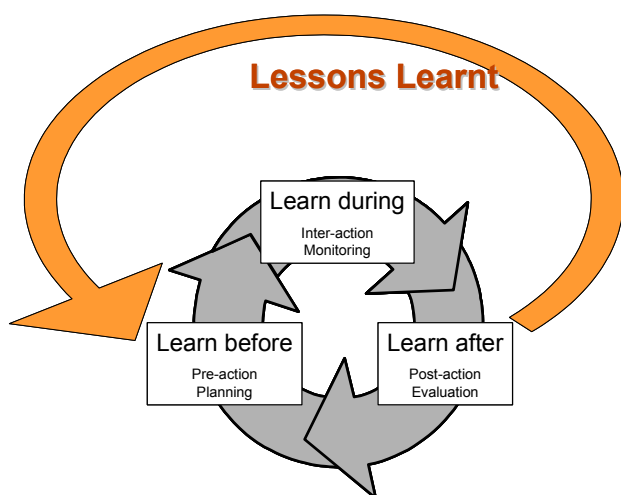 Lessons Learnt
Learn during
Inter-action
Monitoring
Learn before
Pre-action
Planning
Learn after
Post-action
Evaluation